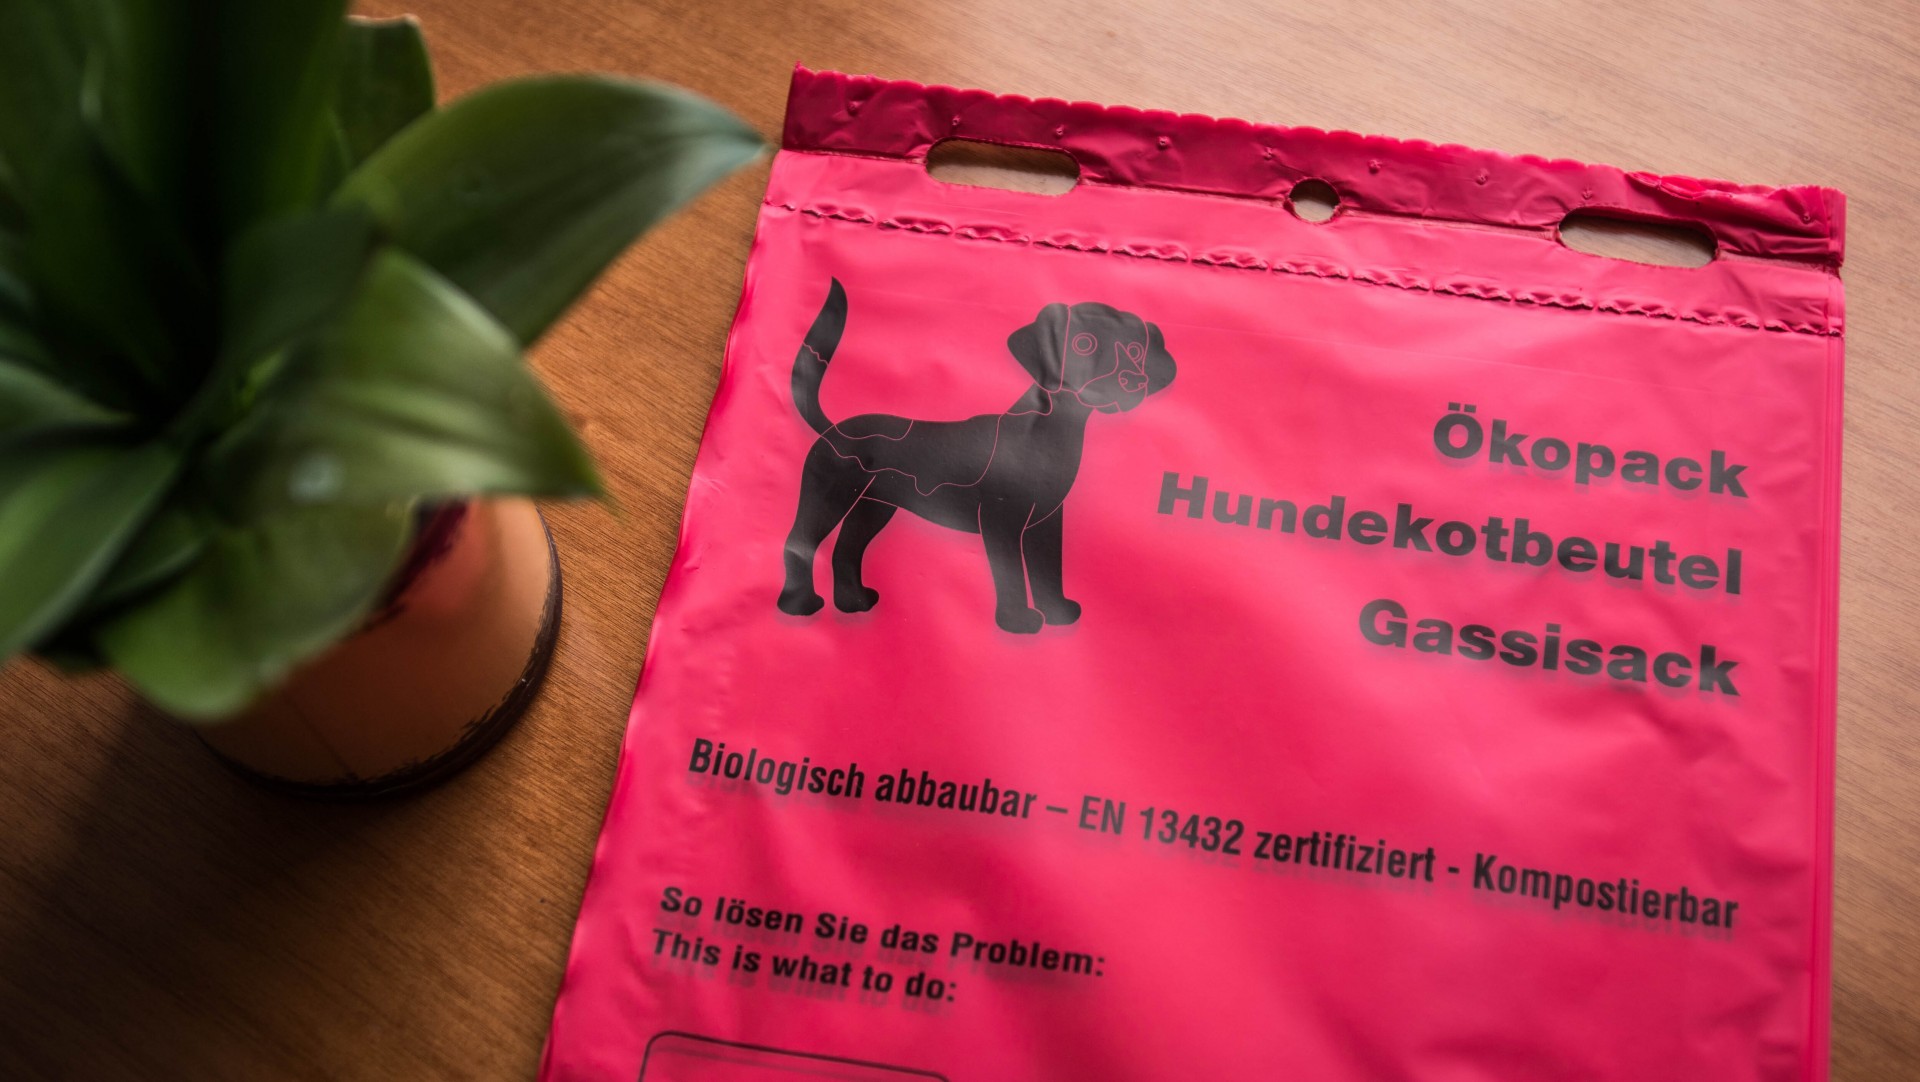 Ökopack
Hundekotbeutel
Gassisack
Biologisch abbaubar – EN 13432 zertifiziert - Kompostierbar
So lösen Sie das Problem:
This is what to do: